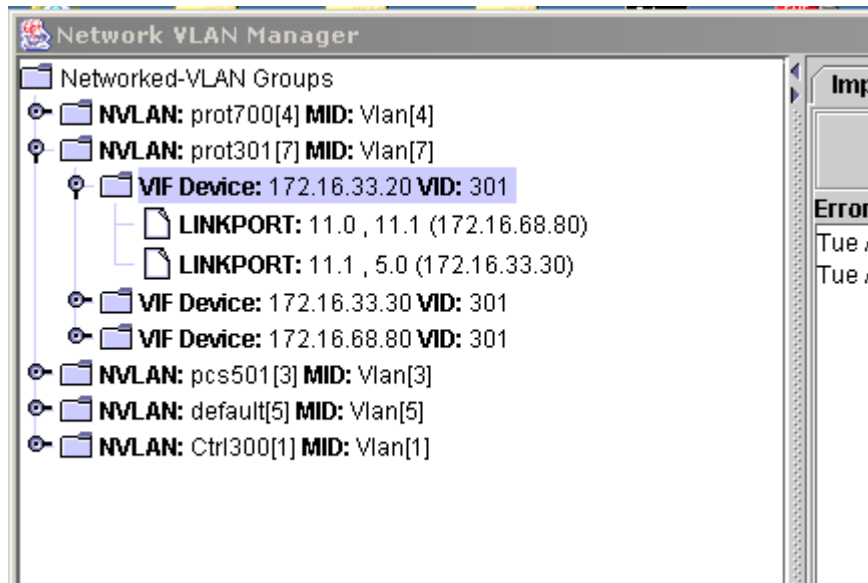 Network VLAN Manager
Networked-VLAN Groups
NVLAN: prot700[4] MID: Vlan[4]
NVLAN: prot301[7] MID: Vlan[7]
VIF Device: 172.16.33.20 VID: 301
LINKPORT: 11.0 , 11.1 (172.16.68.80)
LINKPORT: 11.1 , 5.0 (172.16.33.30)
VIF Device: 172.16.33.30 VID: 301
VIF Device: 172.16.68.80 VID: 301
NVLAN: pcs501[3] MID: Vlan[3]
NVLAN: default[5] MID: Vlan[5]
NVLAN: Ctrl300[1] MID: Vlan[1]
Imp
Error
Tue
Tue